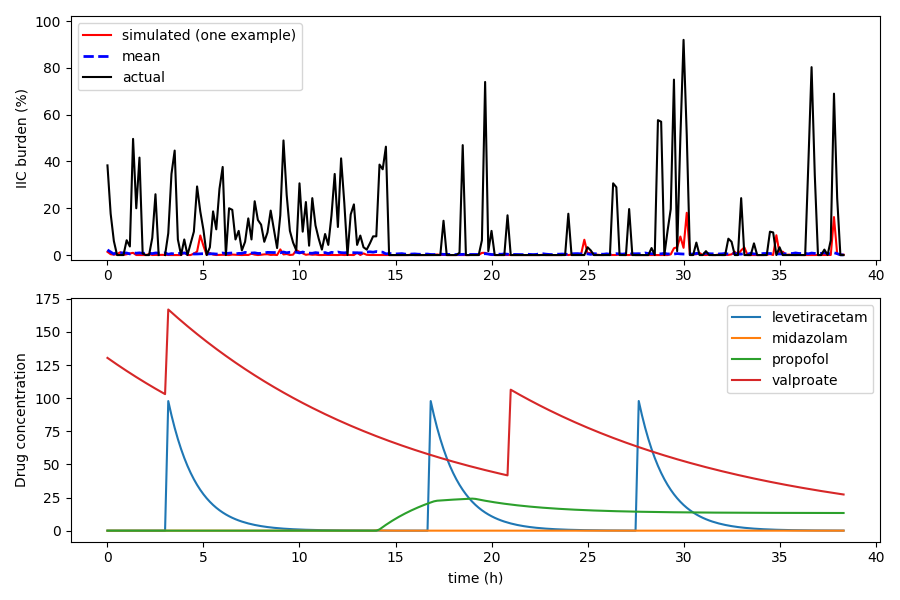 100
80
60
40
20
0
IIC burden (%)
simulated (one example)
mean
actual
0 5 10 15 20 25 30 35 40
175
150
125
100
75
50
25
0
Drug concentration
levetiracetam
midazolam
propofol
valproate
0 5 10 15 20 25 30 35 40
time (h)